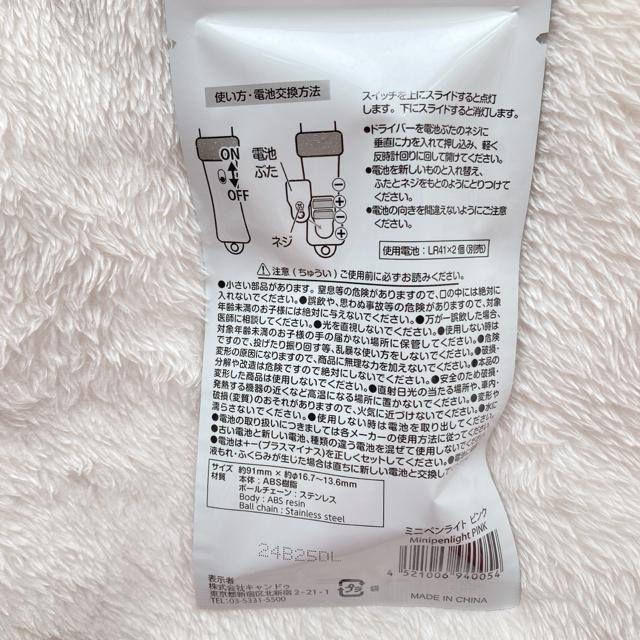 使い方・電池交換方法
ON
OFF
電池
ぶた
ネジ
スイッチを上にスライドすると点灯
します。下にスライドすると消灯します。
●ドライバーを電池ぶたのネジに
垂直に力を入れて押し込み、軽く
反時計回りに回して開けてください。
●電池を新しいものと入れ替え、
ふたとネジをもとのようにとりつけて
ください。
●電池の向きを間違えないようにご注意
ください。
使用電池：LR41×2個(別売)
⚠注意（ちゅうい）ご使用前に必ずお読みください。
●小さい部品があります。窒息等の危険がありますので、口の中には絶対に
入れないでください。●誤飲や、思わぬ事故等の危険がありますので、対象
年齢未満のお子様には絶対に与えないでください。●万が一誤飲した場合、
医師に相談してください。●光を直視しないでください。●使用しない時は
対象年齢未満のお子様の手の届かない場所に保管してください。●危険
ですので、投げたり振り回す等、乱暴な使い方をしないでください。●破損・
変形の原因になりますので、商品に無理な力を加えないでください。●本品の
分解や改造は危険ですので絶対にしないでください。●安全のため破損・
変形した商品は使用しないでください。●直射日光の当たる場所や、車内・
発熱する機器の近くなど高温になる場所に置かないでください。●変形や
破損(変質)のおそれがありますので、火気に近づけないでください。●水に
濡らさないでください。●使用しない時は電池を取り出してください。
●電池の取り扱いにつきましては各メーカーの使用方法に従ってください。
●古い電池と新しい電池、種類の違う電池を混ぜて使用しないでください。
●電池は＋−(プラスマイナス)を正しくセットしてください。●電池
液もれ・ふくらみが生じた場合は直ちに新しい電池と交換し
サイズ 約91mm×約φ16.7～13.6mm
材質 本体：ABS樹脂
ボールチェーン：ステンレス
Body : ABS resin
Ball chain : Stainless steel
24B25DL
ミニペンライト ピンク
Minipenlight PINK
4 521006 940054
表示者
株式会社キャンドゥ
東京都新宿区北新宿2-21-1
TEL:03-5331-5500
プラ
MADE IN CHINA